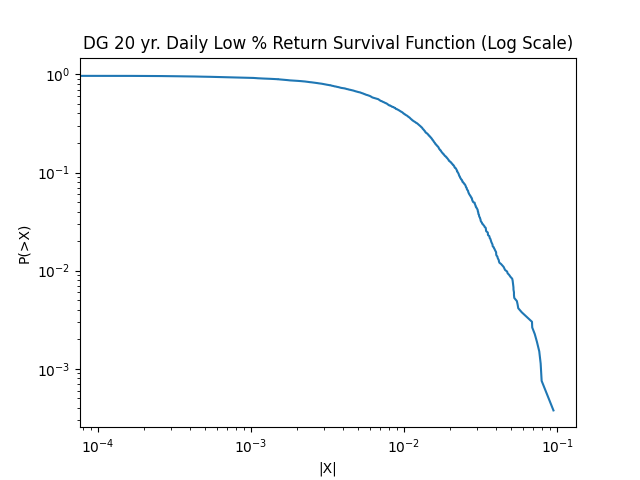 DG 20 yr. Daily Low % Return Survival Function (Log Scale)
10⁰
10⁻¹
10⁻²
10⁻³
P(>X)
10⁻⁴ 10⁻³ 10⁻² 10⁻¹
|X|